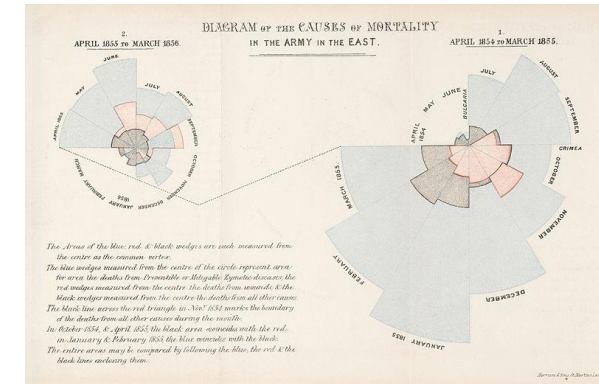 DIAGRAM OF THE CAUSES OF MORTALITY
IN THE ARMY IN THE EAST.
2.
APRIL 1855 TO MARCH 1856.
1.
APRIL 1854 TO MARCH 1855.
APRIL 1855
MAY
JUNE
JULY
AUGUST
SEPTEMBER
OCTOBER
NOVEMBER
DECEMBER
JANUARY 1856
FEBRUARY
MARCH
APRIL 1854
MAY
JUNE
JULY
AUGUST
SEPTEMBER
OCTOBER
NOVEMBER
DECEMBER
JANUARY 1855
FEBRUARY
MARCH 1855
BULGARIA
CRIMEA
The Areas of the blue, red, & black wedges are each measured from
the centre as the common vertex.
The blue wedges measured from the centre of the circle represent area
for area the deaths from Preventible or Mitigable Zymotic diseases, the
red wedges measured from the centre the deaths from wounds, & the
black wedges measured from the centre the deaths from all other causes
The black line across the red triangle in Nov. 1854 marks the boundary
of the deaths from all other causes during the month.
In October 1854, & April 1855, the black area coincides with the red,
in January & February 1855, the blue coincides with the black.
The entire areas may be compared by following the blue, the red & the
black lines enclosing them.